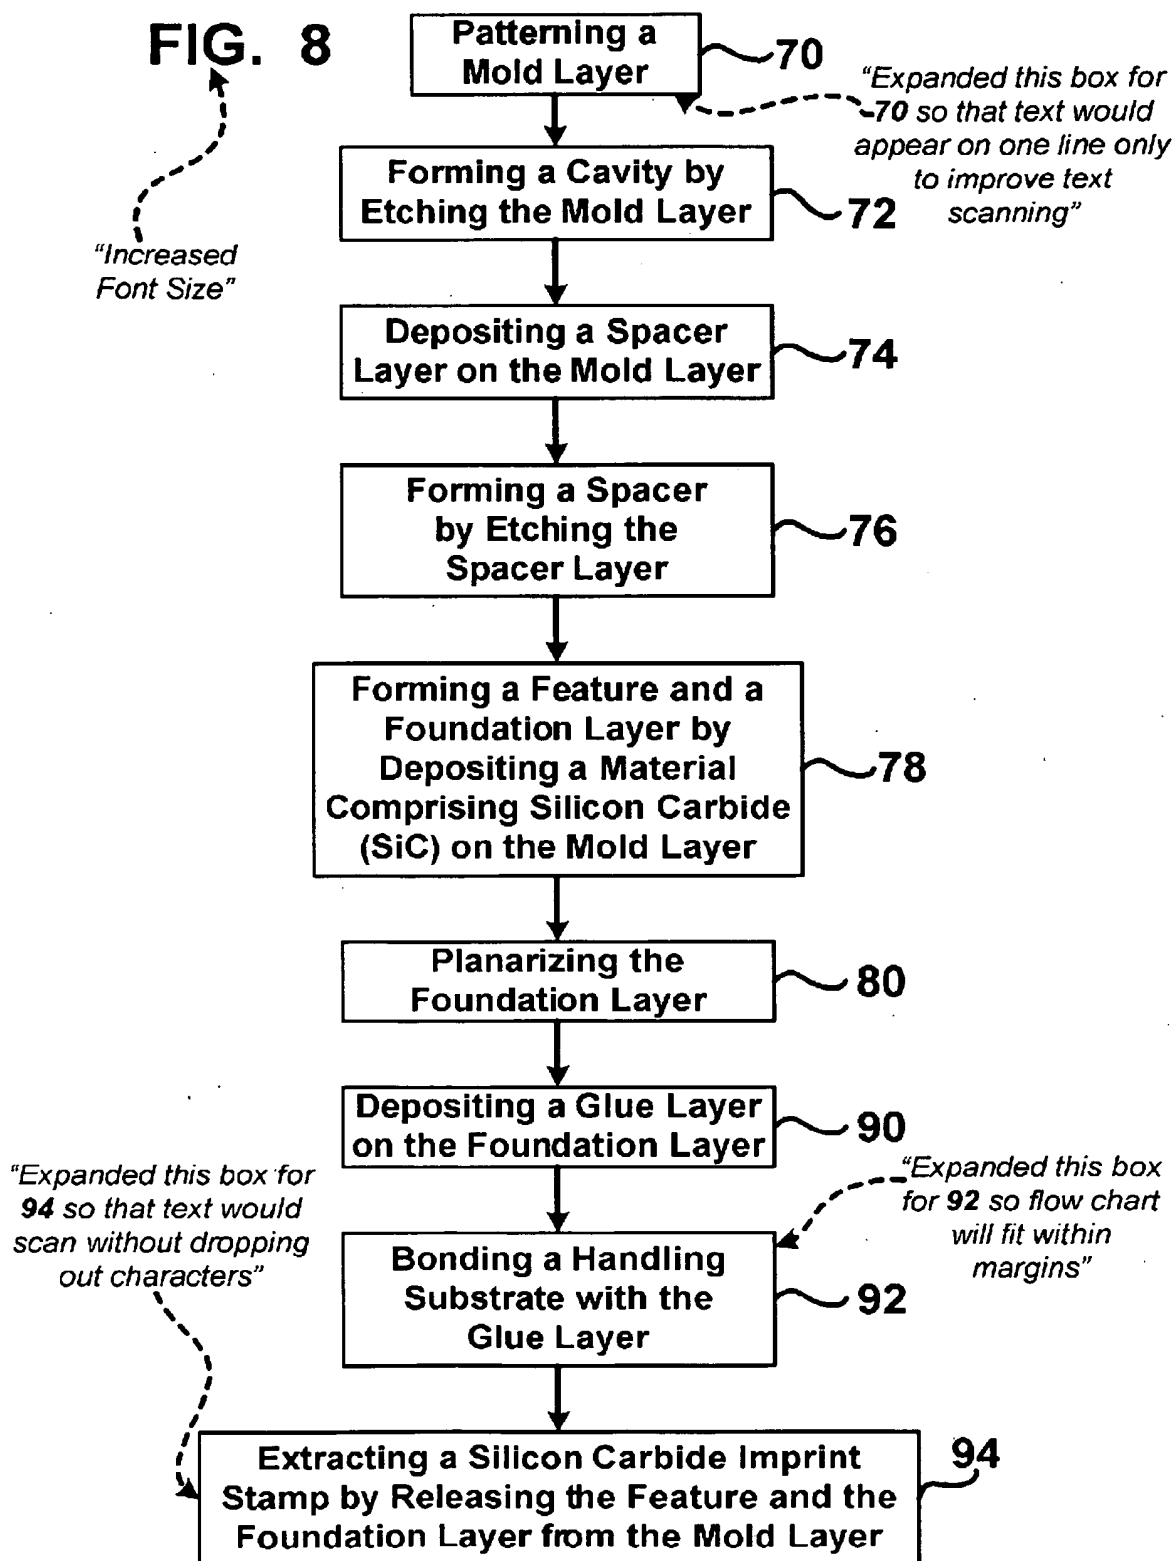 FIG. 8
Patterning a
Mold Layer
70
"Expanded this box for
70 so that text would
appear on one line only
to improve text
scanning"
"Increased
Font Size"
Forming a Cavity by
Etching the Mold Layer
72
Depositing a Spacer
Layer on the Mold Layer
74
Forming a Spacer
by Etching the
Spacer Layer
76
Forming a Feature and a
Foundation Layer by
Depositing a Material
Comprising Silicon Carbide
(SiC) on the Mold Layer
78
Planarizing the
Foundation Layer
80
Depositing a Glue Layer
on the Foundation Layer
90
"Expanded this box for
94 so that text would
scan without dropping
out characters"
"Expanded this box
for 92 so flow chart
will fit within
margins"
Bonding a Handling
Substrate with the
Glue Layer
92
Extracting a Silicon Carbide Imprint
Stamp by Releasing the Feature and the
Foundation Layer from the Mold Layer
94